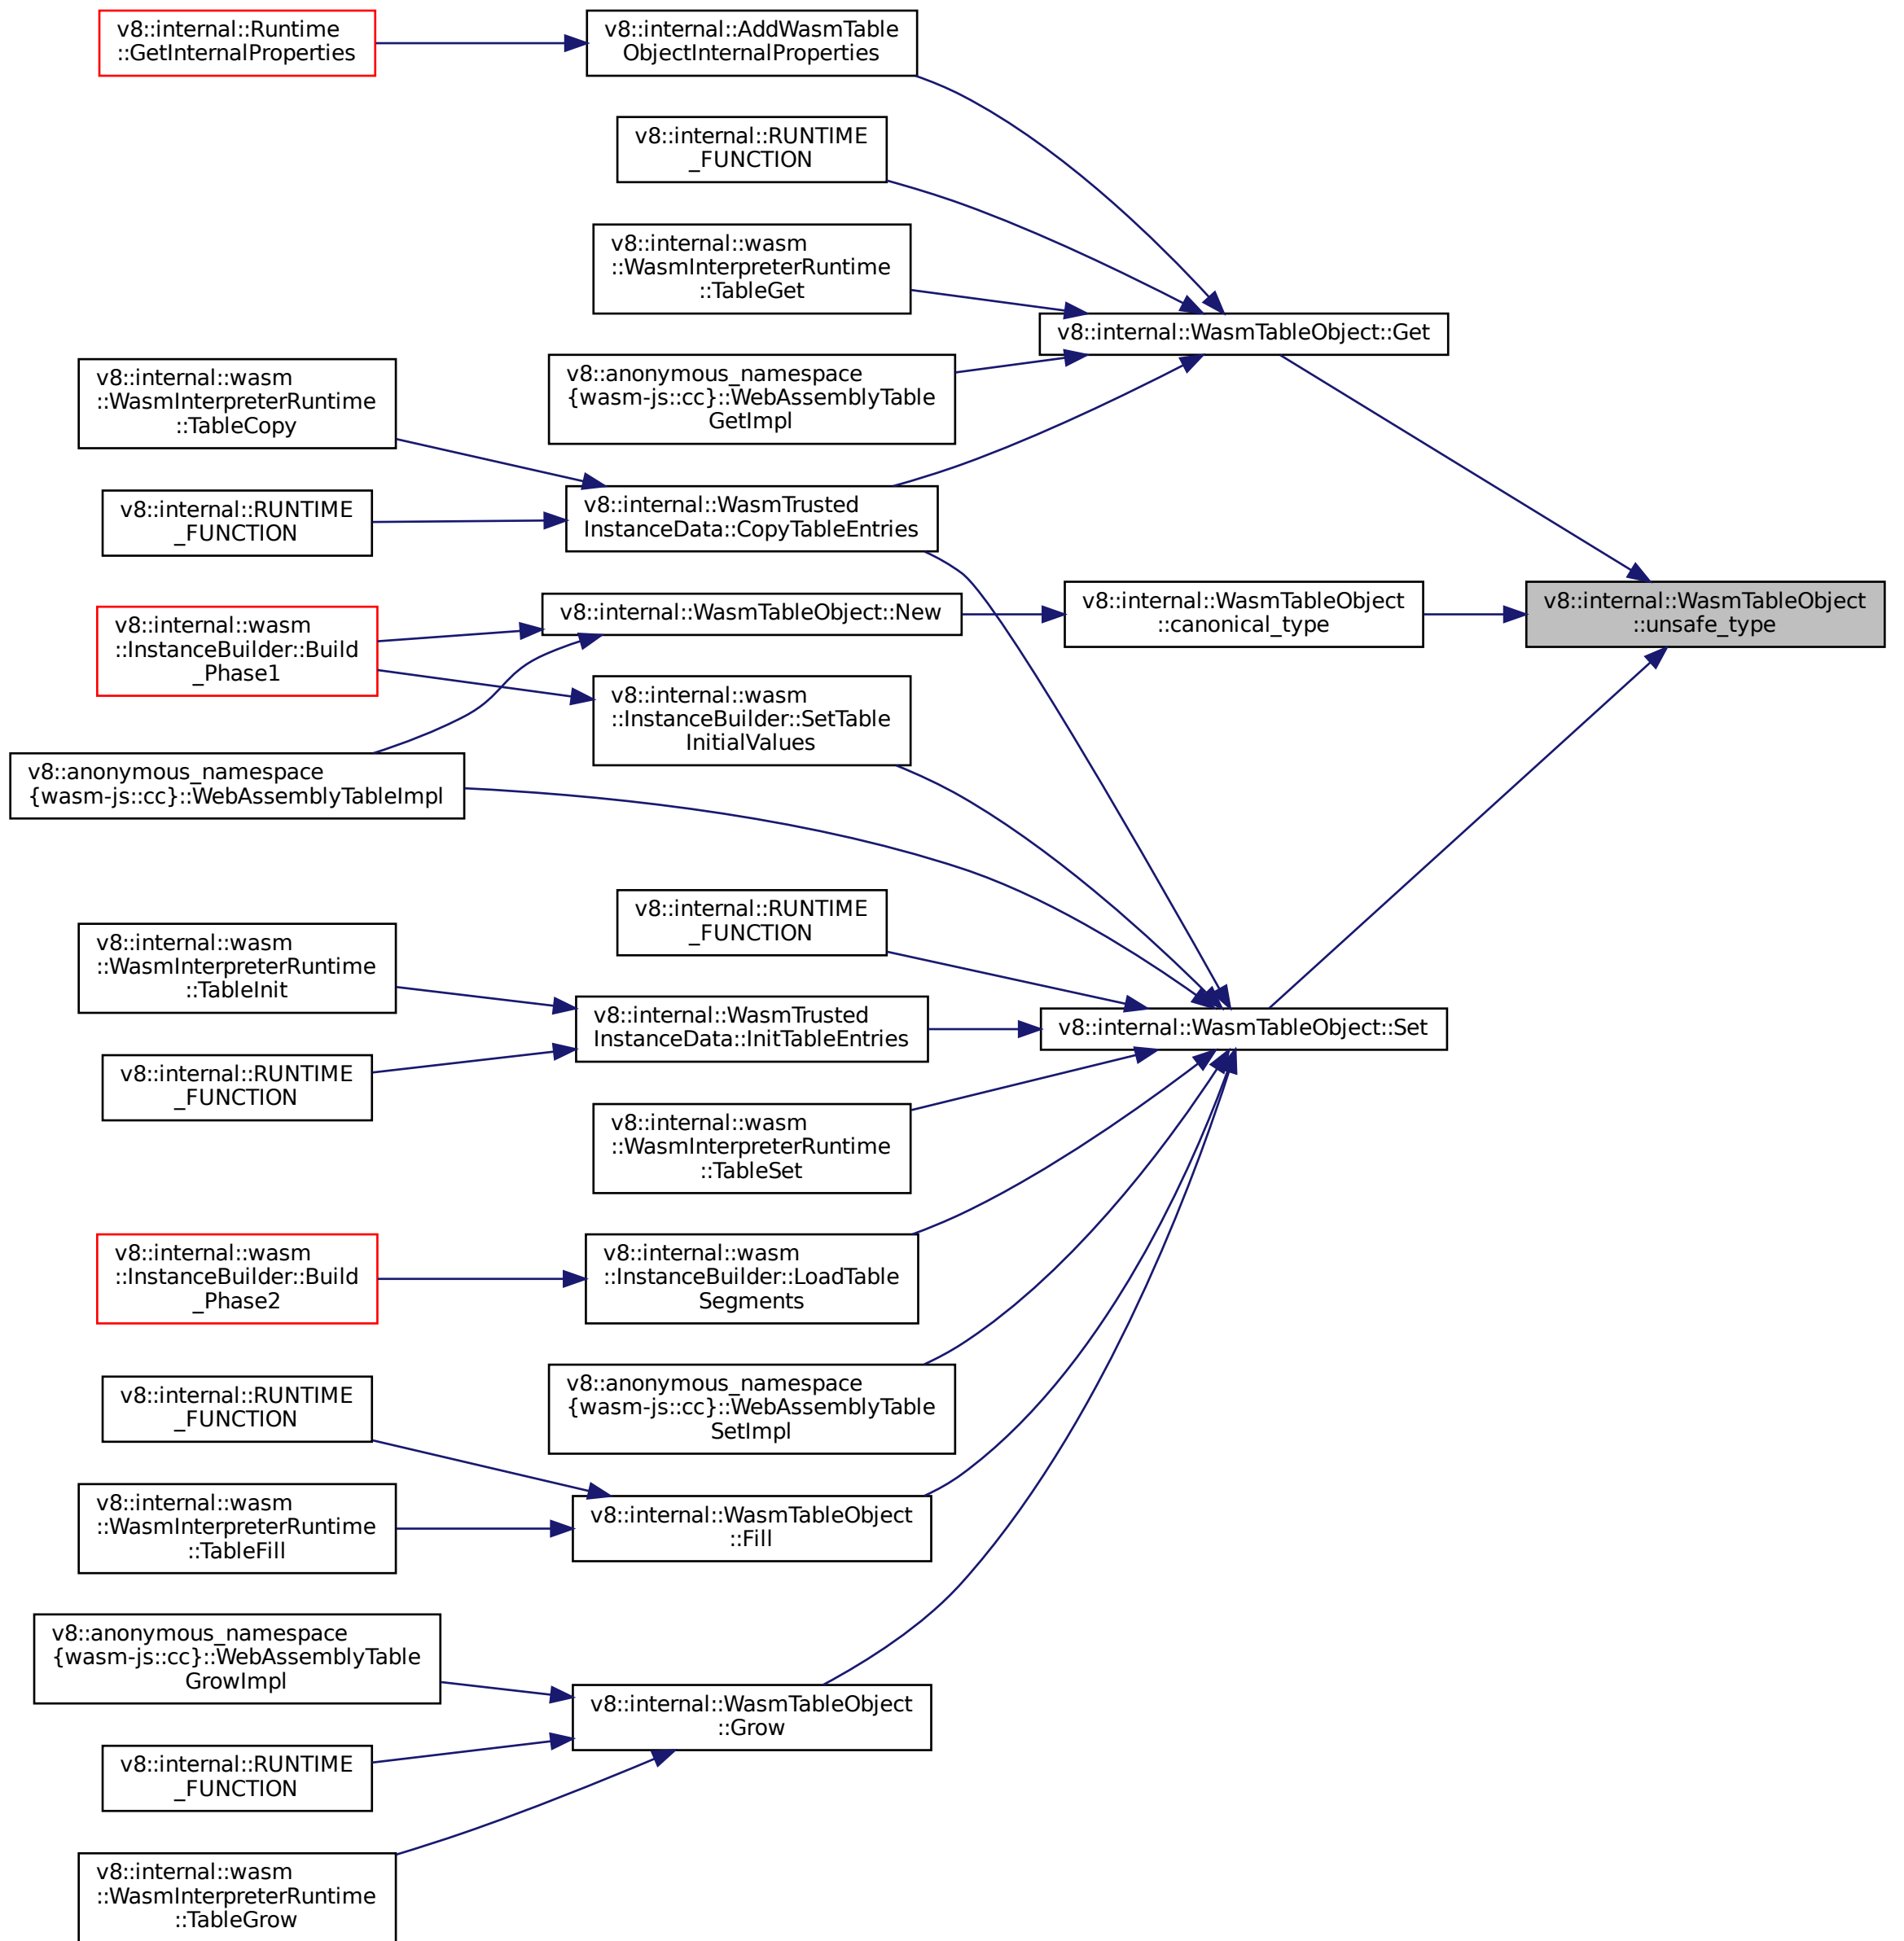 v8::internal::Runtime
::GetInternalProperties
v8::internal::AddWasmTable
ObjectInternalProperties
v8::internal::RUNTIME
_FUNCTION
v8::internal::wasm
::WasmInterpreterRuntime
::TableGet
v8::internal::WasmTableObject::Get
v8::anonymous_namespace
{wasm-js::cc}::WebAssemblyTable
GetImpl
v8::internal::wasm
::WasmInterpreterRuntime
::TableCopy
v8::internal::RUNTIME
_FUNCTION
v8::internal::WasmTrusted
InstanceData::CopyTableEntries
v8::internal::wasm
::InstanceBuilder::Build
_Phase1
v8::internal::WasmTableObject::New
v8::internal::WasmTableObject
::canonical_type
v8::internal::WasmTableObject
::unsafe_type
v8::internal::wasm
::InstanceBuilder::SetTable
InitialValues
v8::anonymous_namespace
{wasm-js::cc}::WebAssemblyTableImpl
v8::internal::RUNTIME
_FUNCTION
v8::internal::wasm
::WasmInterpreterRuntime
::TableInit
v8::internal::WasmTrusted
InstanceData::InitTableEntries
v8::internal::WasmTableObject::Set
v8::internal::RUNTIME
_FUNCTION
v8::internal::wasm
::WasmInterpreterRuntime
::TableSet
v8::internal::wasm
::InstanceBuilder::Build
_Phase2
v8::internal::wasm
::InstanceBuilder::LoadTable
Segments
v8::anonymous_namespace
{wasm-js::cc}::WebAssemblyTable
SetImpl
v8::internal::RUNTIME
_FUNCTION
v8::internal::wasm
::WasmInterpreterRuntime
::TableFill
v8::internal::WasmTableObject
::Fill
v8::anonymous_namespace
{wasm-js::cc}::WebAssemblyTable
GrowImpl
v8::internal::WasmTableObject
::Grow
v8::internal::RUNTIME
_FUNCTION
v8::internal::wasm
::WasmInterpreterRuntime
::TableGrow